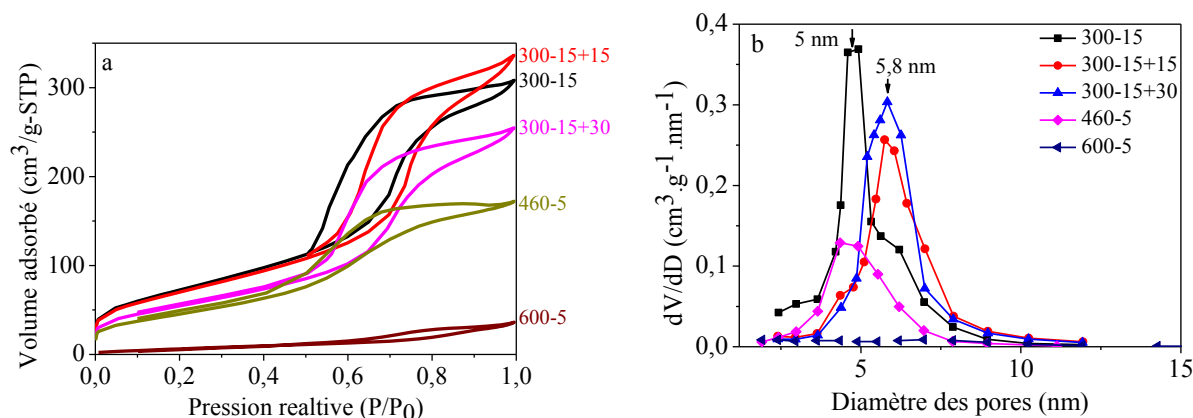 a
Volume adsorbé (cm³/g-STP)
300
200
100
0
0,0 0,2 0,4 0,6 0,8 1,0
Pression realtive (P/P₀)
300-15+15
300-15
300-15+30
460-5
600-5
b
dV/dD (cm³.g⁻¹.nm⁻¹)
0,4
0,3
0,2
0,1
0,0
5 10 15
Diamètre des pores (nm)
5 nm
5,8 nm
300-15
300-15+15
300-15+30
460-5
600-5